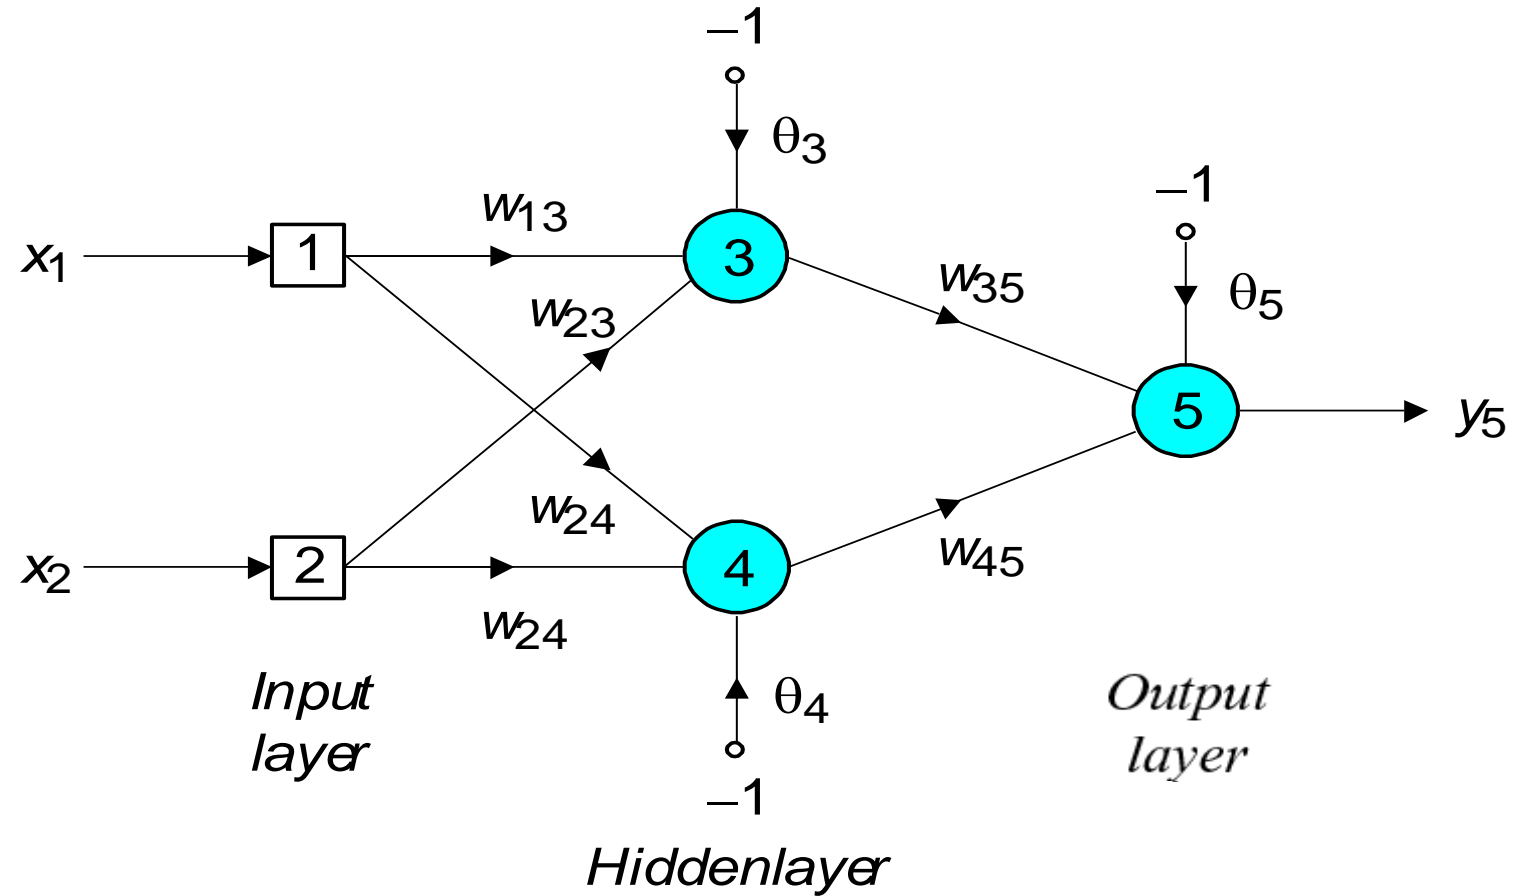 –1
θ3
–1
w13
x1
1
3
w35
θ5
w23
5
y5
w24
w45
x2
2
4
w24
θ4
Input
layer
Output
layer
–1
Hiddenlayer